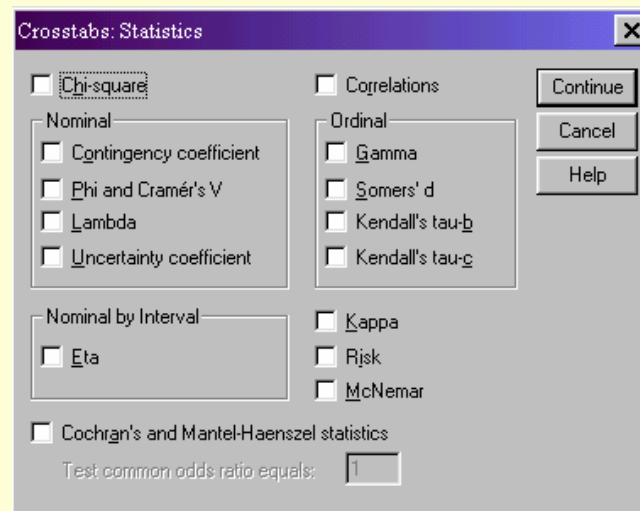 Crosstabs: Statistics
Chi-square
Correlations
Continue
Cancel
Help
Nominal
Contingency coefficient
Phi and Cramér's V
Lambda
Uncertainty coefficient
Ordinal
Gamma
Somers' d
Kendall's tau-b
Kendall's tau-c
Nominal by Interval
Eta
Kappa
Risk
McNemar
Cochran's and Mantel-Haenszel statistics
Test common odds ratio equals: 1